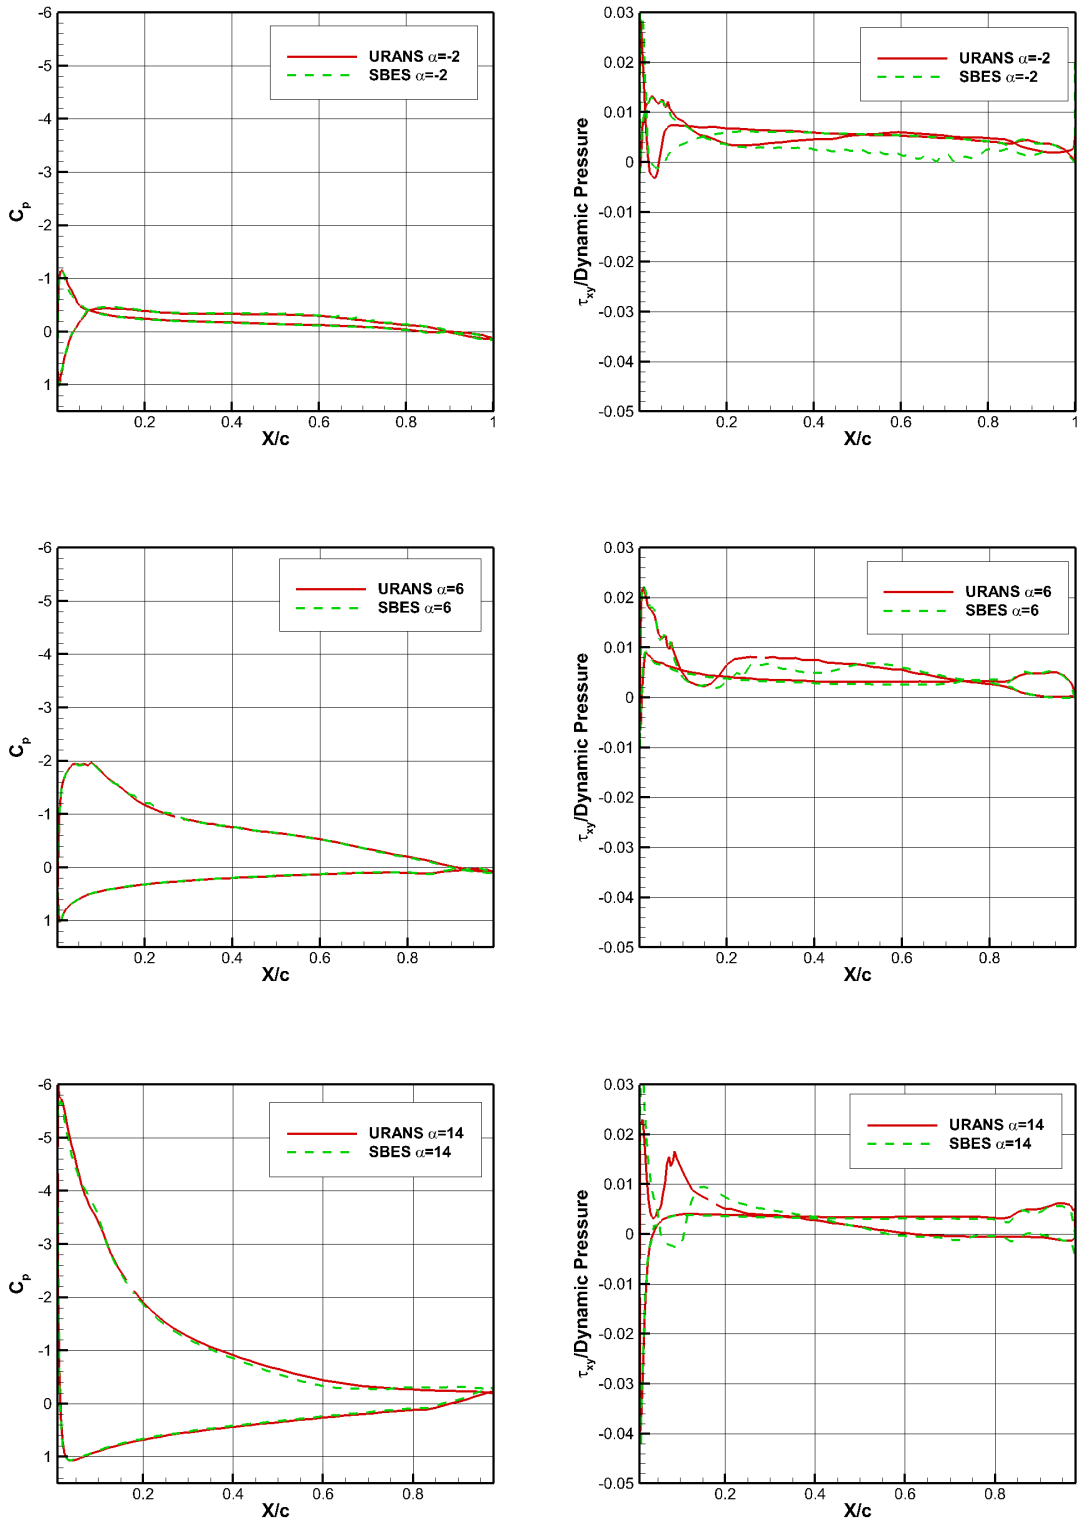 -6
-5
-4
-3
-2
-1
0
1
C_p
URANS α=-2
SBES α=-2
0.2 0.4 0.6 0.8 1
X/c
0.03
0.02
0.01
0
-0.01
-0.02
-0.03
-0.04
-0.05
τ_xy/Dynamic Pressure
URANS α=-2
SBES α=-2
0.2 0.4 0.6 0.8 1
X/c
-6
-5
-4
-3
-2
-1
0
1
C_p
URANS α=6
SBES α=6
0.2 0.4 0.6 0.8
X/c
0.03
0.02
0.01
0
-0.01
-0.02
-0.03
-0.04
-0.05
τ_xy/Dynamic Pressure
URANS α=6
SBES α=6
0.2 0.4 0.6 0.8
X/c
-6
-5
-4
-3
-2
-1
0
1
C_p
URANS α=14
SBES α=14
0.2 0.4 0.6 0.8
X/c
0.03
0.02
0.01
0
-0.01
-0.02
-0.03
-0.04
-0.05
τ_xy/Dynamic Pressure
URANS α=14
SBES α=14
0.2 0.4 0.6 0.8
X/c